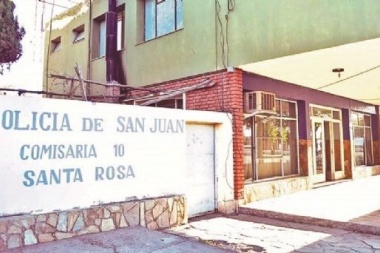 OLICIA DE SAN JUAN
COMISARIA 10
SANTA ROSA